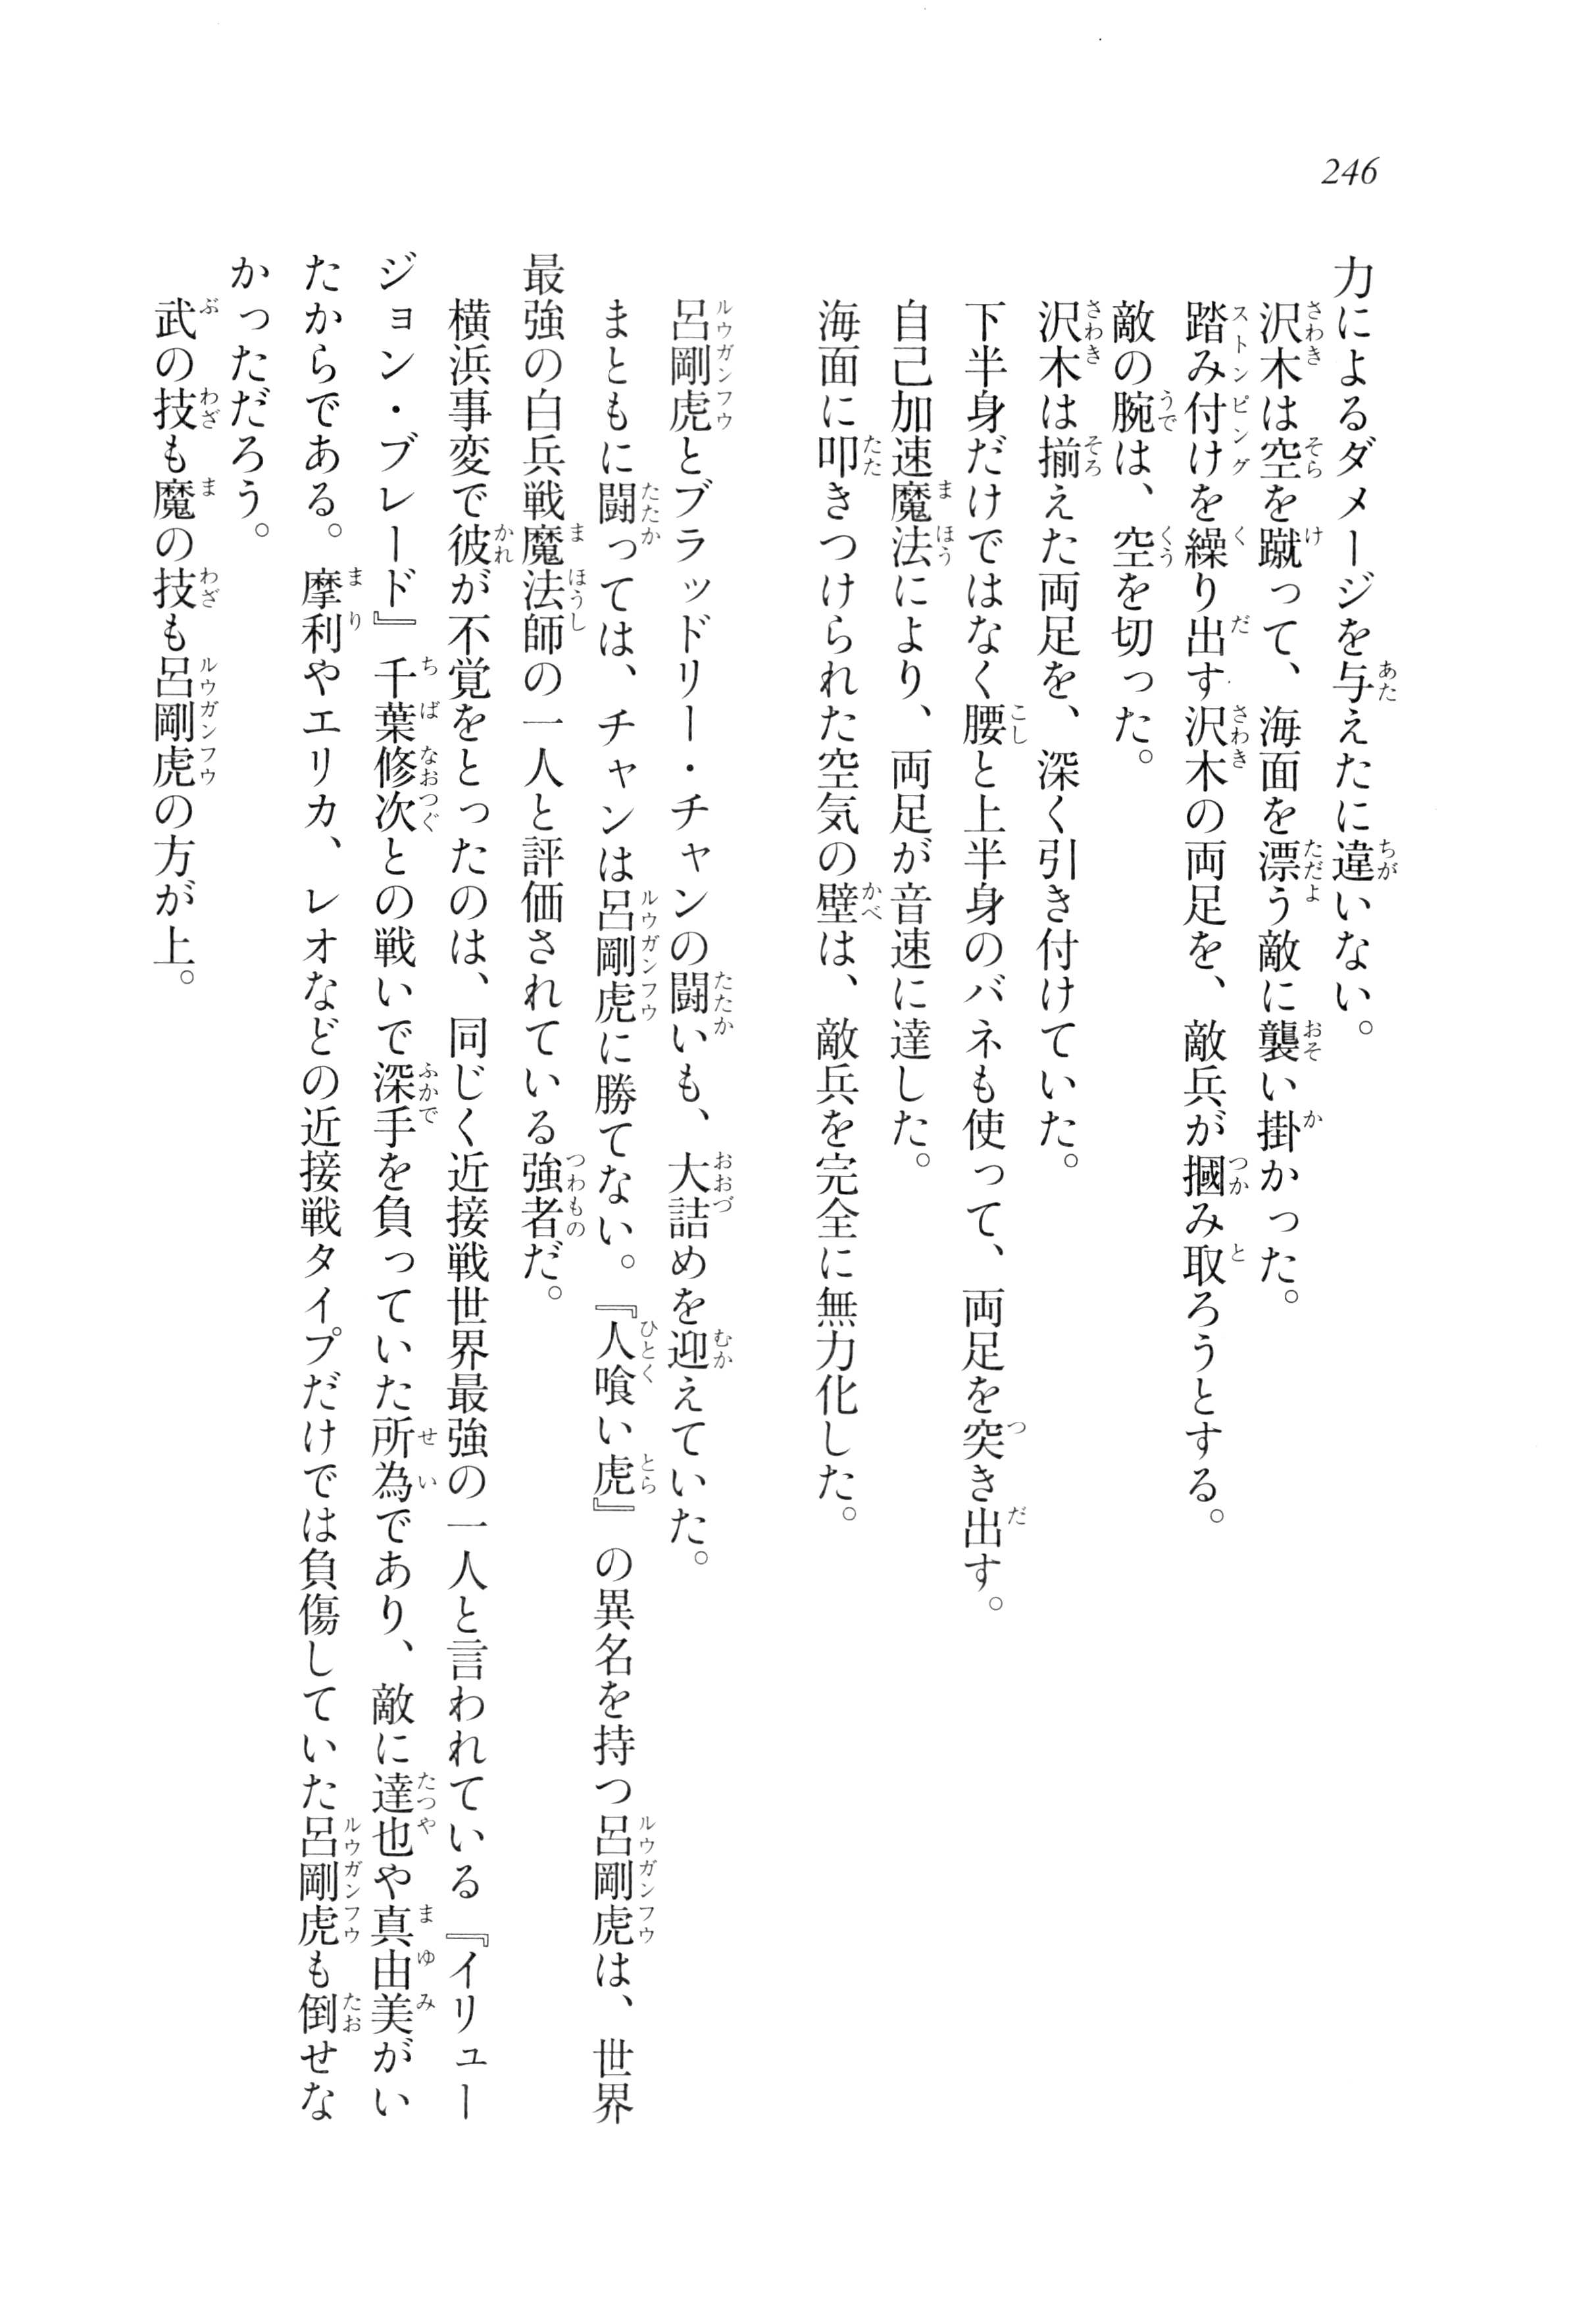 246
力によるダメージを与えたに違いない。
沢木は空を蹴って、海面を漂う敵に襲い掛かった。
踏み付けを繰り出す沢木の両足を、敵兵が摑み取ろうとする。
敵の腕は、空を切った。
沢木は揃えた両足を、深く引き付けていた。
下半身だけではなく腰と上半身のバネも使って、両足を突き出す。
自己加速魔法により、両足が音速に達した。
海面に叩きつけられた空気の壁は、敵兵を完全に無力化した。
呂剛虎とブラッドリー・チャンの闘いも、大詰めを迎えていた。
まともに闘っては、チャンは呂剛虎に勝てない。『人喰い虎』の異名を持つ呂剛虎は、世界
最強の白兵戦魔法師の一人と評価されている強者だ。
横浜事変で彼が不覚をとったのは、同じく近接戦世界最強の一人と言われている『イリュー
ジョン・ブレード』千葉修次との戦いで深手を負っていた所為であり、敵に達也や真由美がい
たからである。摩利やエリカ、レオなどの近接戦タイプだけでは負傷していた呂剛虎も倒せな
かっただろう。
武の技も魔の技も呂剛虎の方が上。